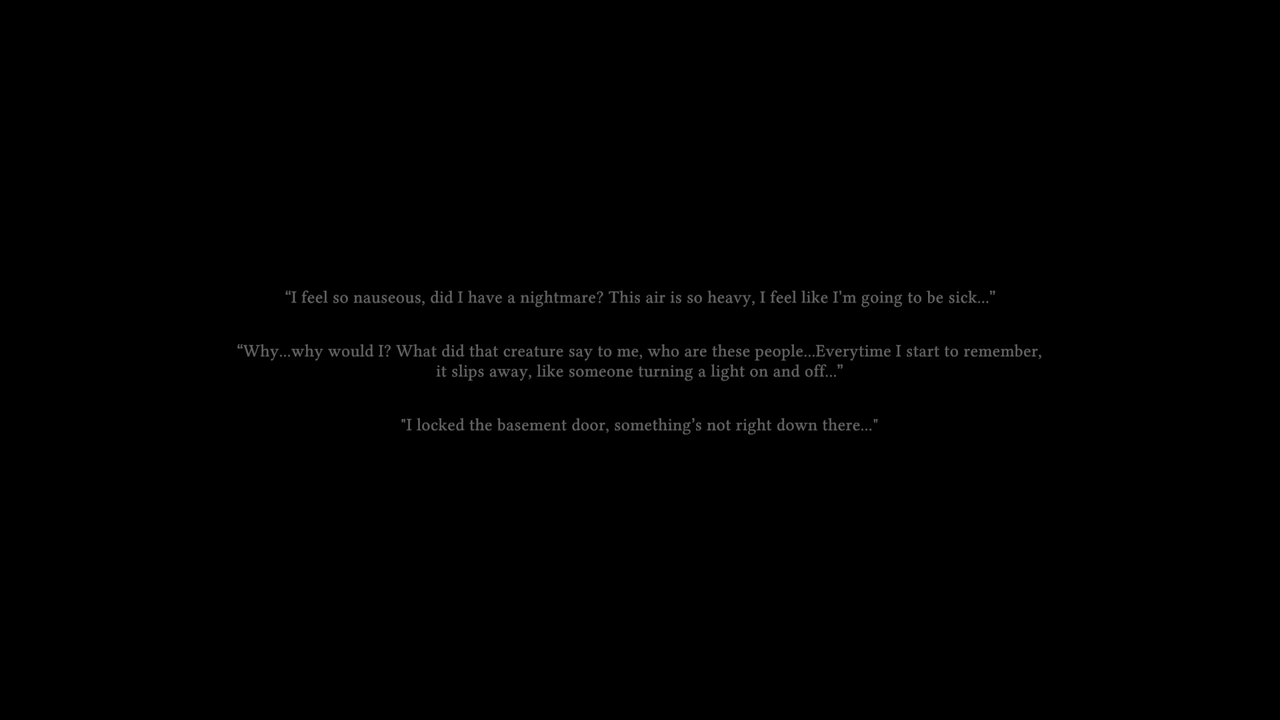 “I feel so nauseous, did I have a nightmare? This air is so heavy, I feel like I'm going to be sick..."
“Why...why would I? What did that creature say to me, who are these people...Everytime I start to remember,
it slips away, like someone turning a light on and off...”
"I locked the basement door, something’s not right down there..."